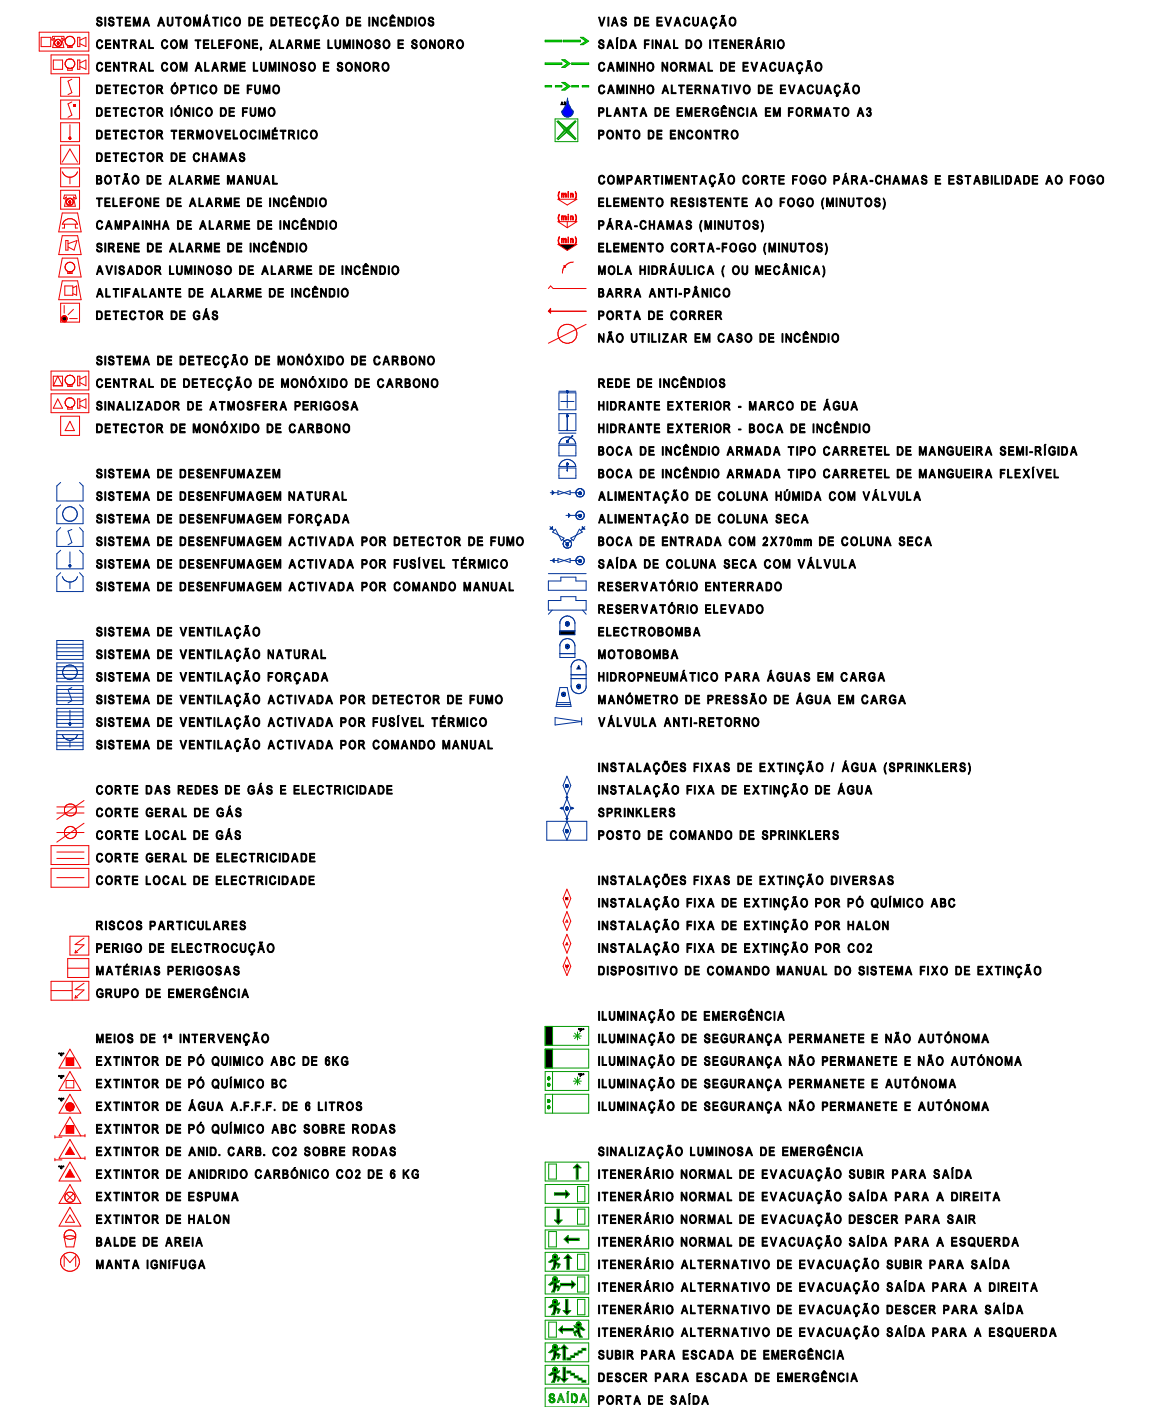 SISTEMA AUTOMÁTICO DE DETECÇÃO DE INCÊNDIOS
CENTRAL COM TELEFONE, ALARME LUMINOSO E SONORO
CENTRAL COM ALARME LUMINOSO E SONORO
DETECTOR ÓPTICO DE FUMO
DETECTOR IÓNICO DE FUMO
DETECTOR TERMOVELOCIMÉTRICO
DETECTOR DE CHAMAS
BOTÃO DE ALARME MANUAL
TELEFONE DE ALARME DE INCÊNDIO
CAMPAINHA DE ALARME DE INCÊNDIO
SIRENE DE ALARME DE INCÊNDIO
AVISADOR LUMINOSO DE ALARME DE INCÊNDIO
ALTIFALANTE DE ALARME DE INCÊNDIO
DETECTOR DE GÁS
SISTEMA DE DETECÇÃO DE MONÓXIDO DE CARBONO
CENTRAL DE DETECÇÃO DE MONÓXIDO DE CARBONO
SINALIZADOR DE ATMOSFERA PERIGOSA
DETECTOR DE MONÓXIDO DE CARBONO
SISTEMA DE DESENFUMAZEM
SISTEMA DE DESENFUMAGEM NATURAL
SISTEMA DE DESENFUMAGEM FORÇADA
SISTEMA DE DESENFUMAGEM ACTIVADA POR DETECTOR DE FUMO
SISTEMA DE DESENFUMAGEM ACTIVADA POR FUSÍVEL TÉRMICO
SISTEMA DE DESENFUMAGEM ACTIVADA POR COMANDO MANUAL
SISTEMA DE VENTILAÇÃO
SISTEMA DE VENTILAÇÃO NATURAL
SISTEMA DE VENTILAÇÃO FORÇADA
SISTEMA DE VENTILAÇÃO ACTIVADA POR DETECTOR DE FUMO
SISTEMA DE VENTILAÇÃO ACTIVADA POR FUSÍVEL TÉRMICO
SISTEMA DE VENTILAÇÃO ACTIVADA POR COMANDO MANUAL
CORTE DAS REDES DE GÁS E ELECTRICIDADE
CORTE GERAL DE GÁS
CORTE LOCAL DE GÁS
CORTE GERAL DE ELECTRICIDADE
CORTE LOCAL DE ELECTRICIDADE
RISCOS PARTICULARES
PERIGO DE ELECTROCUÇÃO
MATÉRIAS PERIGOSAS
GRUPO DE EMERGÊNCIA
MEIOS DE 1ª INTERVENÇÃO
EXTINTOR DE PÓ QUIMICO ABC DE 6KG
EXTINTOR DE PÓ QUÍMICO BC
EXTINTOR DE ÁGUA A.F.F.F. DE 6 LITROS
EXTINTOR DE PÓ QUÍMICO ABC SOBRE RODAS
EXTINTOR DE ANID. CARB. CO2 SOBRE RODAS
EXTINTOR DE ANIDRIDO CARBÓNICO CO2 DE 6 KG
EXTINTOR DE ESPUMA
EXTINTOR DE HALON
BALDE DE AREIA
M MANTA IGNÍFUGA
VIAS DE EVACUAÇÃO
SAÍDA FINAL DO ITENERÁRIO
CAMINHO NORMAL DE EVACUAÇÃO
CAMINHO ALTERNATIVO DE EVACUAÇÃO
PLANTA DE EMERGÊNCIA EM FORMATO A3
PONTO DE ENCONTRO
COMPARTIMENTAÇÃO CORTE FOGO PÁRA-CHAMAS E ESTABILIDADE AO FOGO
(min) ELEMENTO RESISTENTE AO FOGO (MINUTOS)
(min) PÁRA-CHAMAS (MINUTOS)
(min) ELEMENTO CORTA-FOGO (MINUTOS)
MOLA HIDRÁULICA ( OU MECÂNICA)
BARRA ANTI-PÂNICO
PORTA DE CORRER
NÃO UTILIZAR EM CASO DE INCÊNDIO
REDE DE INCÊNDIOS
HIDRANTE EXTERIOR - MARCO DE ÁGUA
HIDRANTE EXTERIOR - BOCA DE INCÊNDIO
BOCA DE INCÊNDIO ARMADA TIPO CARRETEL DE MANGUEIRA SEMI-RÍGIDA
BOCA DE INCÊNDIO ARMADA TIPO CARRETEL DE MANGUEIRA FLEXÍVEL
ALIMENTAÇÃO DE COLUNA HÚMIDA COM VÁLVULA
ALIMENTAÇÃO DE COLUNA SECA
BOCA DE ENTRADA COM 2X70mm DE COLUNA SECA
SAÍDA DE COLUNA SECA COM VÁLVULA
RESERVATÓRIO ENTERRADO
RESERVATÓRIO ELEVADO
ELECTROBOMBA
MOTOBOMBA
HIDROPNEUMÁTICO PARA ÁGUAS EM CARGA
MANÓMETRO DE PRESSÃO DE ÁGUA EM CARGA
VÁLVULA ANTI-RETORNO
INSTALAÇÕES FIXAS DE EXTINÇÃO / ÁGUA (SPRINKLERS)
INSTALAÇÃO FIXA DE EXTINÇÃO DE ÁGUA
SPRINKLERS
POSTO DE COMANDO DE SPRINKLERS
INSTALAÇÕES FIXAS DE EXTINÇÃO DIVERSAS
INSTALAÇÃO FIXA DE EXTINÇÃO POR PÓ QUÍMICO ABC
INSTALAÇÃO FIXA DE EXTINÇÃO POR HALON
INSTALAÇÃO FIXA DE EXTINÇÃO POR CO2
DISPOSITIVO DE COMANDO MANUAL DO SISTEMA FIXO DE EXTINÇÃO
ILUMINAÇÃO DE EMERGÊNCIA
ILUMINAÇÃO DE SEGURANÇA PERMANETE E NÃO AUTÓNOMA
ILUMINAÇÃO DE SEGURANÇA NÃO PERMANETE E NÃO AUTÓNOMA
ILUMINAÇÃO DE SEGURANÇA PERMANETE E AUTÓNOMA
ILUMINAÇÃO DE SEGURANÇA NÃO PERMANETE E AUTÓNOMA
SINALIZAÇÃO LUMINOSA DE EMERGÊNCIA
ITENERÁRIO NORMAL DE EVACUAÇÃO SUBIR PARA SAÍDA
ITENERÁRIO NORMAL DE EVACUAÇÃO SAÍDA PARA A DIREITA
ITENERÁRIO NORMAL DE EVACUAÇÃO DESCER PARA SAIR
ITENERÁRIO NORMAL DE EVACUAÇÃO SAÍDA PARA A ESQUERDA
ITENERÁRIO ALTERNATIVO DE EVACUAÇÃO SUBIR PARA SAÍDA
ITENERÁRIO ALTERNATIVO DE EVACUAÇÃO SAÍDA PARA A DIREITA
ITENERÁRIO ALTERNATIVO DE EVACUAÇÃO DESCER PARA SAÍDA
ITENERÁRIO ALTERNATIVO DE EVACUAÇÃO SAÍDA PARA A ESQUERDA
SUBIR PARA ESCADA DE EMERGÊNCIA
DESCER PARA ESCADA DE EMERGÊNCIA
SAÍDA PORTA DE SAÍDA